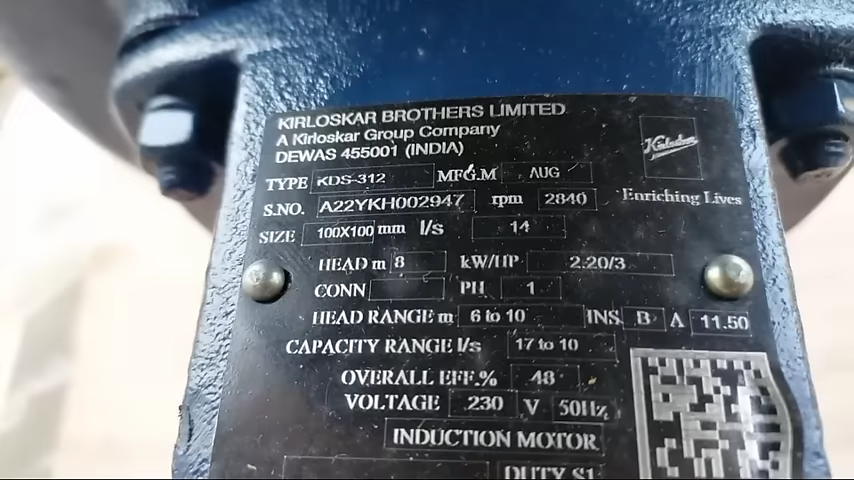 KIRLOSKAR BROTHERS LIMITED
A Kirloskar Group Company
DEWAS 455001 (INDIA)
Kirloskar
Enriching Lives
TYPE KDS-312 MFG.M AUG
S.NO. A22YKH002947 rpm 2840
SIZE 100X100 mm l/s 14
HEAD m 8 kW/HP 2.20/3
CONN PH 1
HEAD RANGE m 6 to 10 INS. B A 11.50
CAPACITY RANGE l/s 17 to 10
OVERALL EFF.% 48
VOLTAGE 230 V 50Hz
INDUCTION MOTOR
DUTY S1